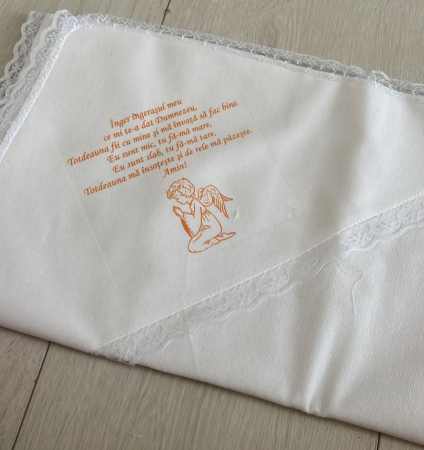 Înger îngerașul meu
ce mi te-a dat Dumnezeu,
Totdeauna fii cu mine și mă învață să fac bine.
Eu sunt mic, tu fă-mă mare,
Eu sunt slab, tu fă-mă tare,
Totdeauna mă însoțește și de rele mă păzește.
Amin!